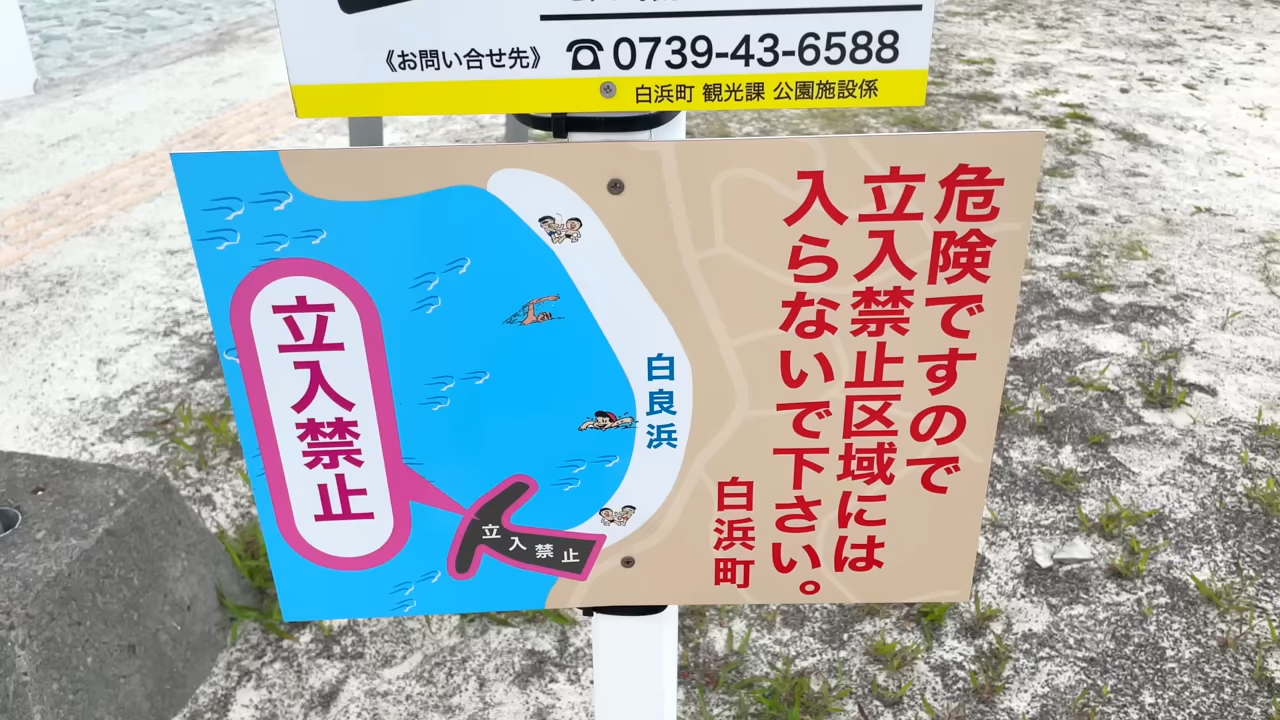 《お問い合せ先》 ☎0739-43-6588
白浜町 観光課 公園施設係
危険ですので
立入禁止区域には
入らないで下さい。
白浜町
白良浜
立入禁止
立入禁止